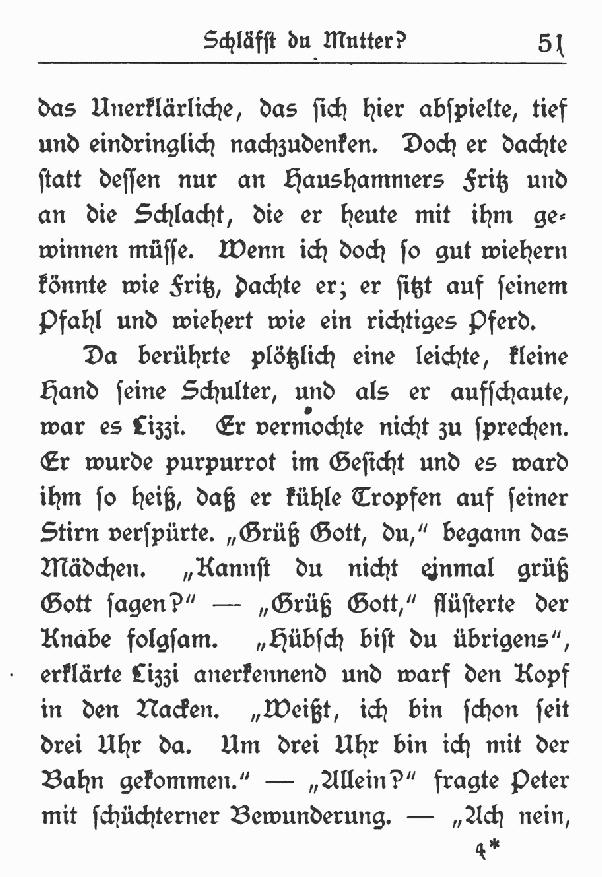 Schläfst du Mutter? 51
das Unerklärliche, das sich hier abspielte, tief
und eindringlich nachzudenken. Doch er dachte
statt dessen nur an Haushammers Fritz und
an die Schlacht, die er heute mit ihm ge-
winnen müsse. Wenn ich doch so gut wiehern
könnte wie Fritz, dachte er; er sitzt auf seinem
Pfahl und wiehert wie ein richtiges Pferd.
Da berührte plötzlich eine leichte, kleine
Hand seine Schulter, und als er aufschaute,
war es Lizzi. Er vermochte nicht zu sprechen.
Er wurde purpurrot im Gesicht und es ward
ihm so heiß, daß er kühle Tropfen auf seiner
Stirn verspürte. „Grüß Gott, du,“ begann das
Mädchen. „Kannst du nicht einmal grüß
Gott sagen?“ — „Grüß Gott,“ flüsterte der
Knabe folgsam. „Hübsch bist du übrigens“,
erklärte Lizzi anerkennend und warf den Kopf
in den Nacken. „Weißt, ich bin schon seit
drei Uhr da. Um drei Uhr bin ich mit der
Bahn gekommen.“ — „Allein?“ fragte Peter
mit schüchterner Bewunderung. — „Ach nein,
4*